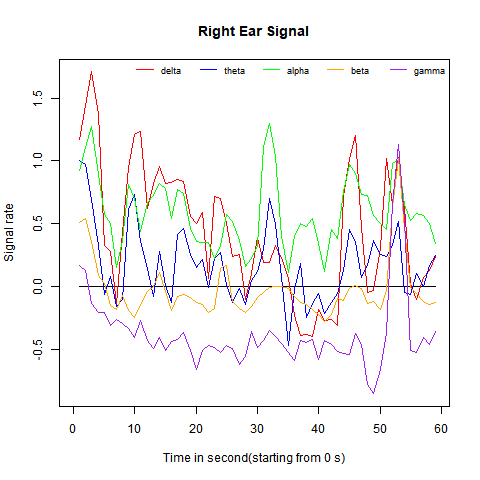 Right Ear Signal
delta theta alpha beta gamma
Signal rate
1.5
1.0
0.5
0.0
-0.5
0 10 20 30 40 50 60
Time in second(starting from 0 s)